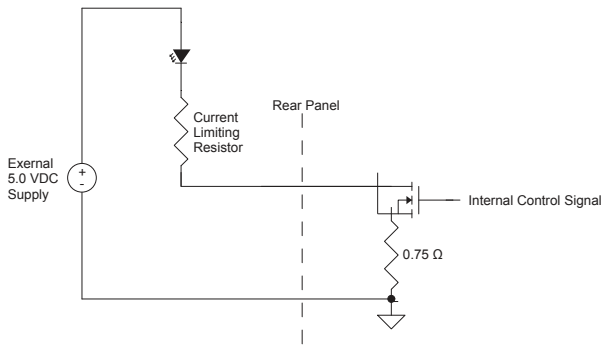 Rear Panel
Current
Limiting
Resistor
Exernal
5.0 VDC
Supply
+
-
Internal Control Signal
0.75 Ω